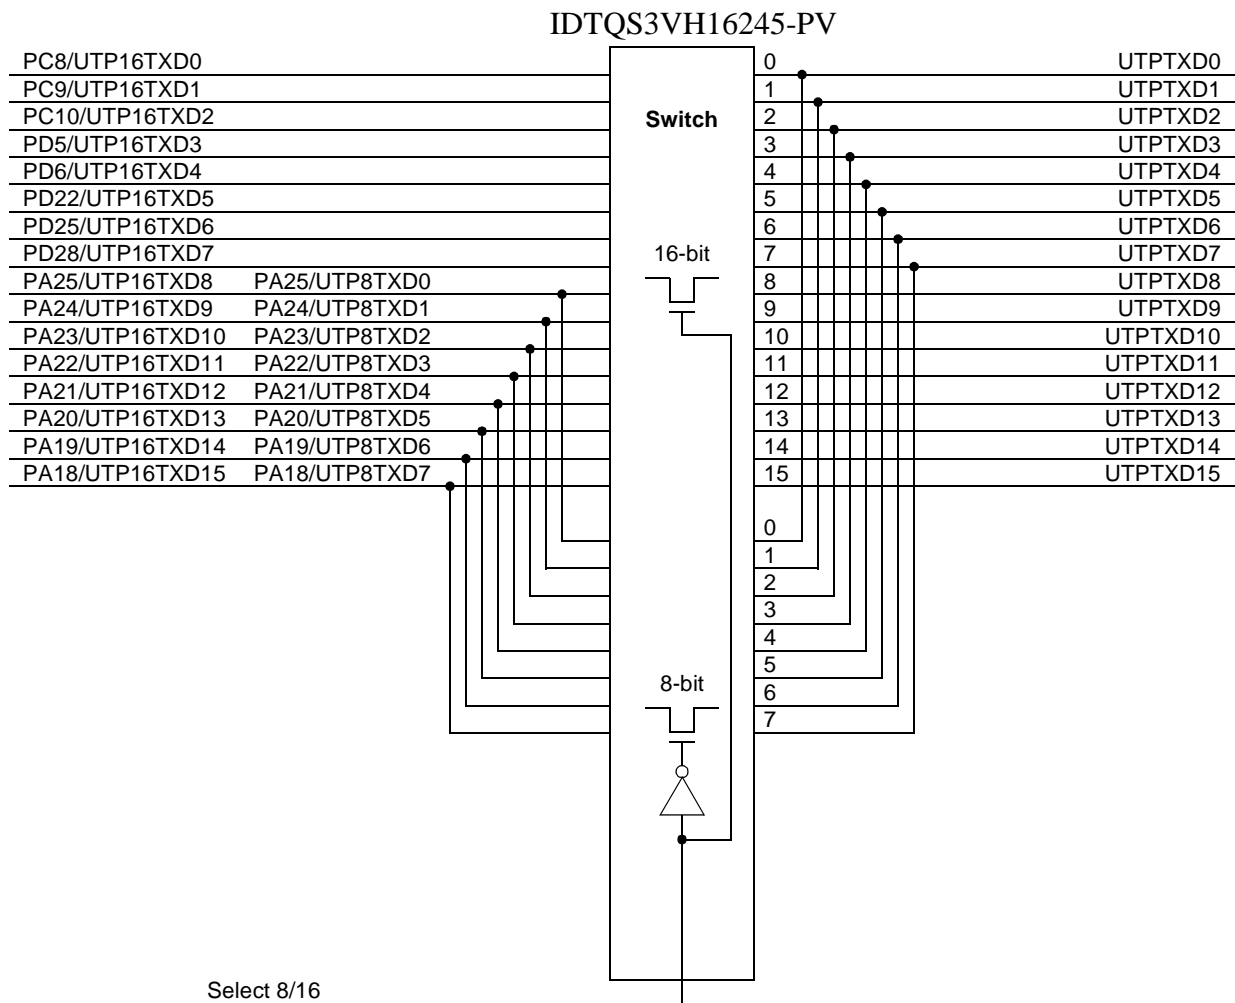 IDTQS3VH16245-PV
PC8/UTP16TXD0 0 UTPTXD0
PC9/UTP16TXD1 1 UTPTXD1
PC10/UTP16TXD2 Switch 2 UTPTXD2
PD5/UTP16TXD3 3 UTPTXD3
PD6/UTP16TXD4 4 UTPTXD4
PD22/UTP16TXD5 5 UTPTXD5
PD25/UTP16TXD6 6 UTPTXD6
PD28/UTP16TXD7 16-bit 7 UTPTXD7
PA25/UTP16TXD8 PA25/UTP8TXD0 8 UTPTXD8
PA24/UTP16TXD9 PA24/UTP8TXD1 9 UTPTXD9
PA23/UTP16TXD10 PA23/UTP8TXD2 10 UTPTXD10
PA22/UTP16TXD11 PA22/UTP8TXD3 11 UTPTXD11
PA21/UTP16TXD12 PA21/UTP8TXD4 12 UTPTXD12
PA20/UTP16TXD13 PA20/UTP8TXD5 13 UTPTXD13
PA19/UTP16TXD14 PA19/UTP8TXD6 14 UTPTXD14
PA18/UTP16TXD15 PA18/UTP8TXD7 15 UTPTXD15
0
1
2
3
4
5
8-bit 6
7
Select 8/16